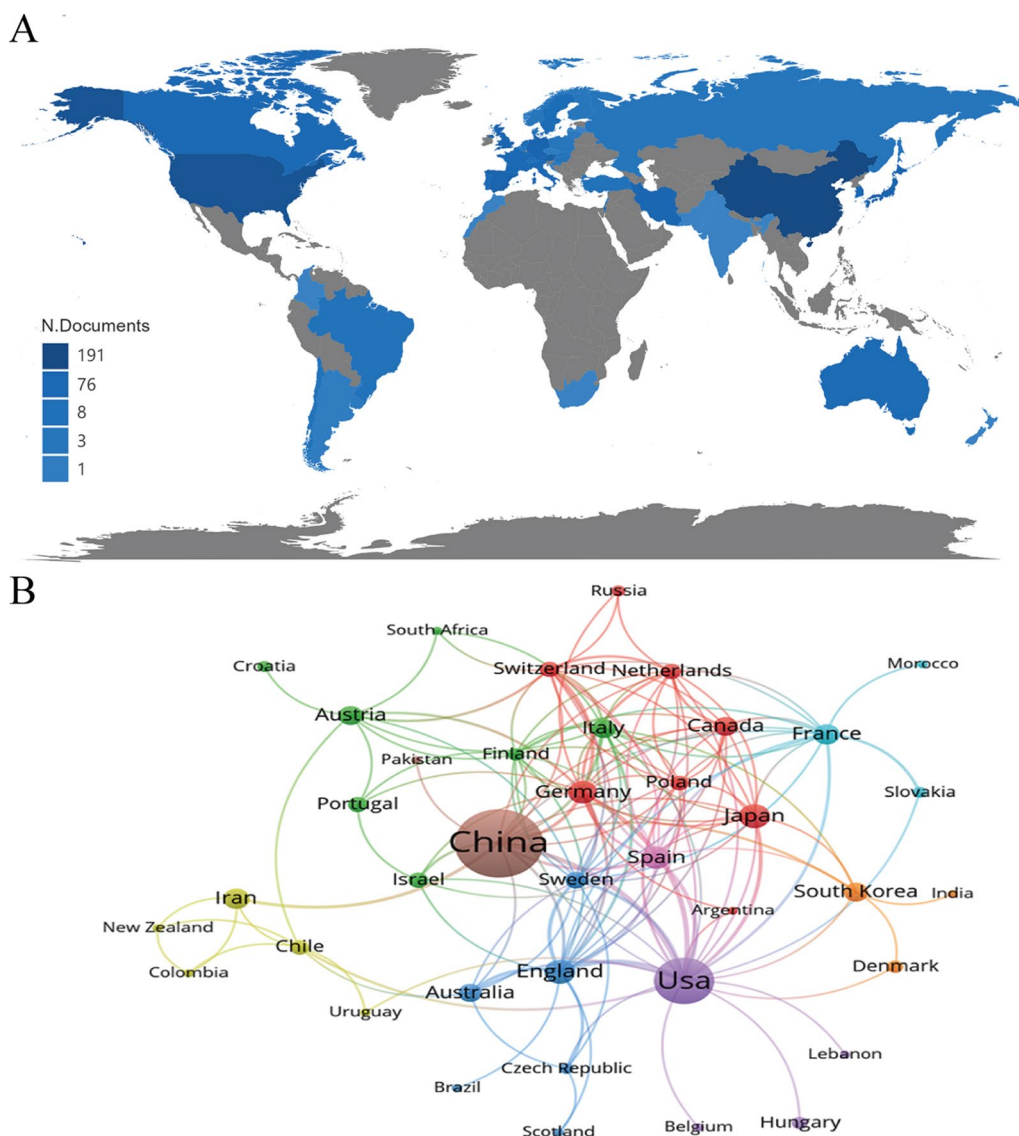 A
N.Documents
191
76
8
3
1
B
Russia
South Africa
Croatia
Switzerland
Netherlands
Morocco
Austria
Italy
Canada
France
Finland
Pakistan
Poland
Germany
Slovakia
Portugal
Japan
China
Spain
Israel
Sweden
South Korea
India
Iran
Argentina
New Zealand
Chile
Colombia
England
Denmark
Usa
Australia
Uruguay
Lebanon
Czech Republic
Brazil
Hungary
Belgium
Scotland